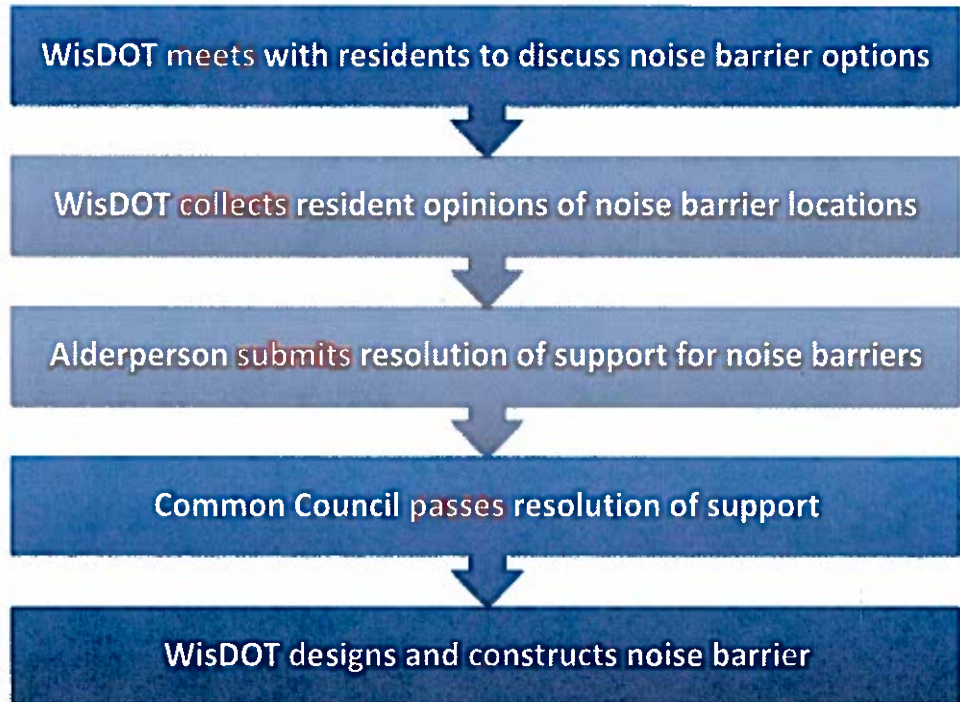 WisDOT meets with residents to discuss noise barrier options
WisDOT collects resident opinions of noise barrier locations
Alderperson submits resolution of support for noise barriers
Common Council passes resolution of support
WisDOT designs and constructs noise barrier